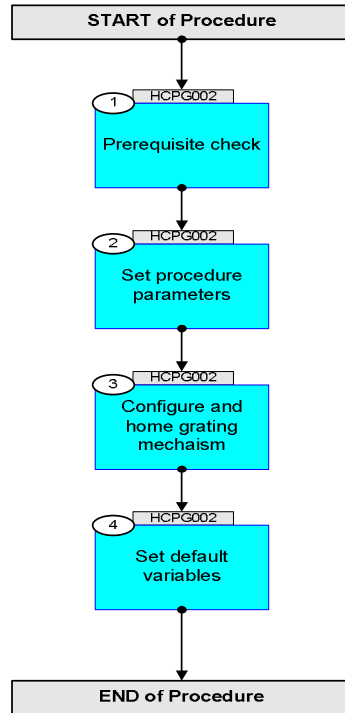 START of Procedure
HCPG002
1
Prerequisite check
HCPG002
2
Set procedure
parameters
HCPG002
3
Configure and
home grating
mechaism
HCPG002
4
Set default
variables
END of Procedure